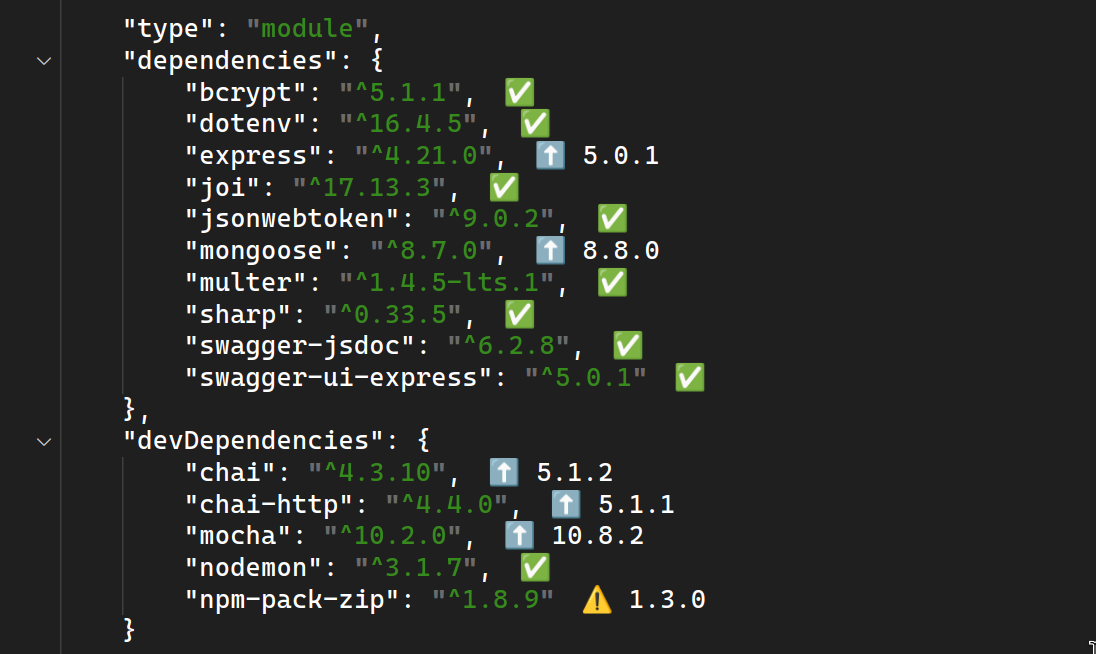 "type": "module",
"dependencies": {
"bcrypt": "^5.1.1", ✅
"dotenv": "^16.4.5", ✅
"express": "^4.21.0", ⬆️ 5.0.1
"joi": "^17.13.3", ✅
"jsonwebtoken": "^9.0.2", ✅
"mongoose": "^8.7.0", ⬆️ 8.8.0
"multer": "^1.4.5-lts.1", ✅
"sharp": "^0.33.5", ✅
"swagger-jsdoc": "^6.2.8", ✅
"swagger-ui-express": "^5.0.1" ✅
},
"devDependencies": {
"chai": "^4.3.10", ⬆️ 5.1.2
"chai-http": "^4.4.0", ⬆️ 5.1.1
"mocha": "^10.2.0", ⬆️ 10.8.2
"nodemon": "^3.1.7", ✅
"npm-pack-zip": "^1.8.9" ⚠️ 1.3.0
}